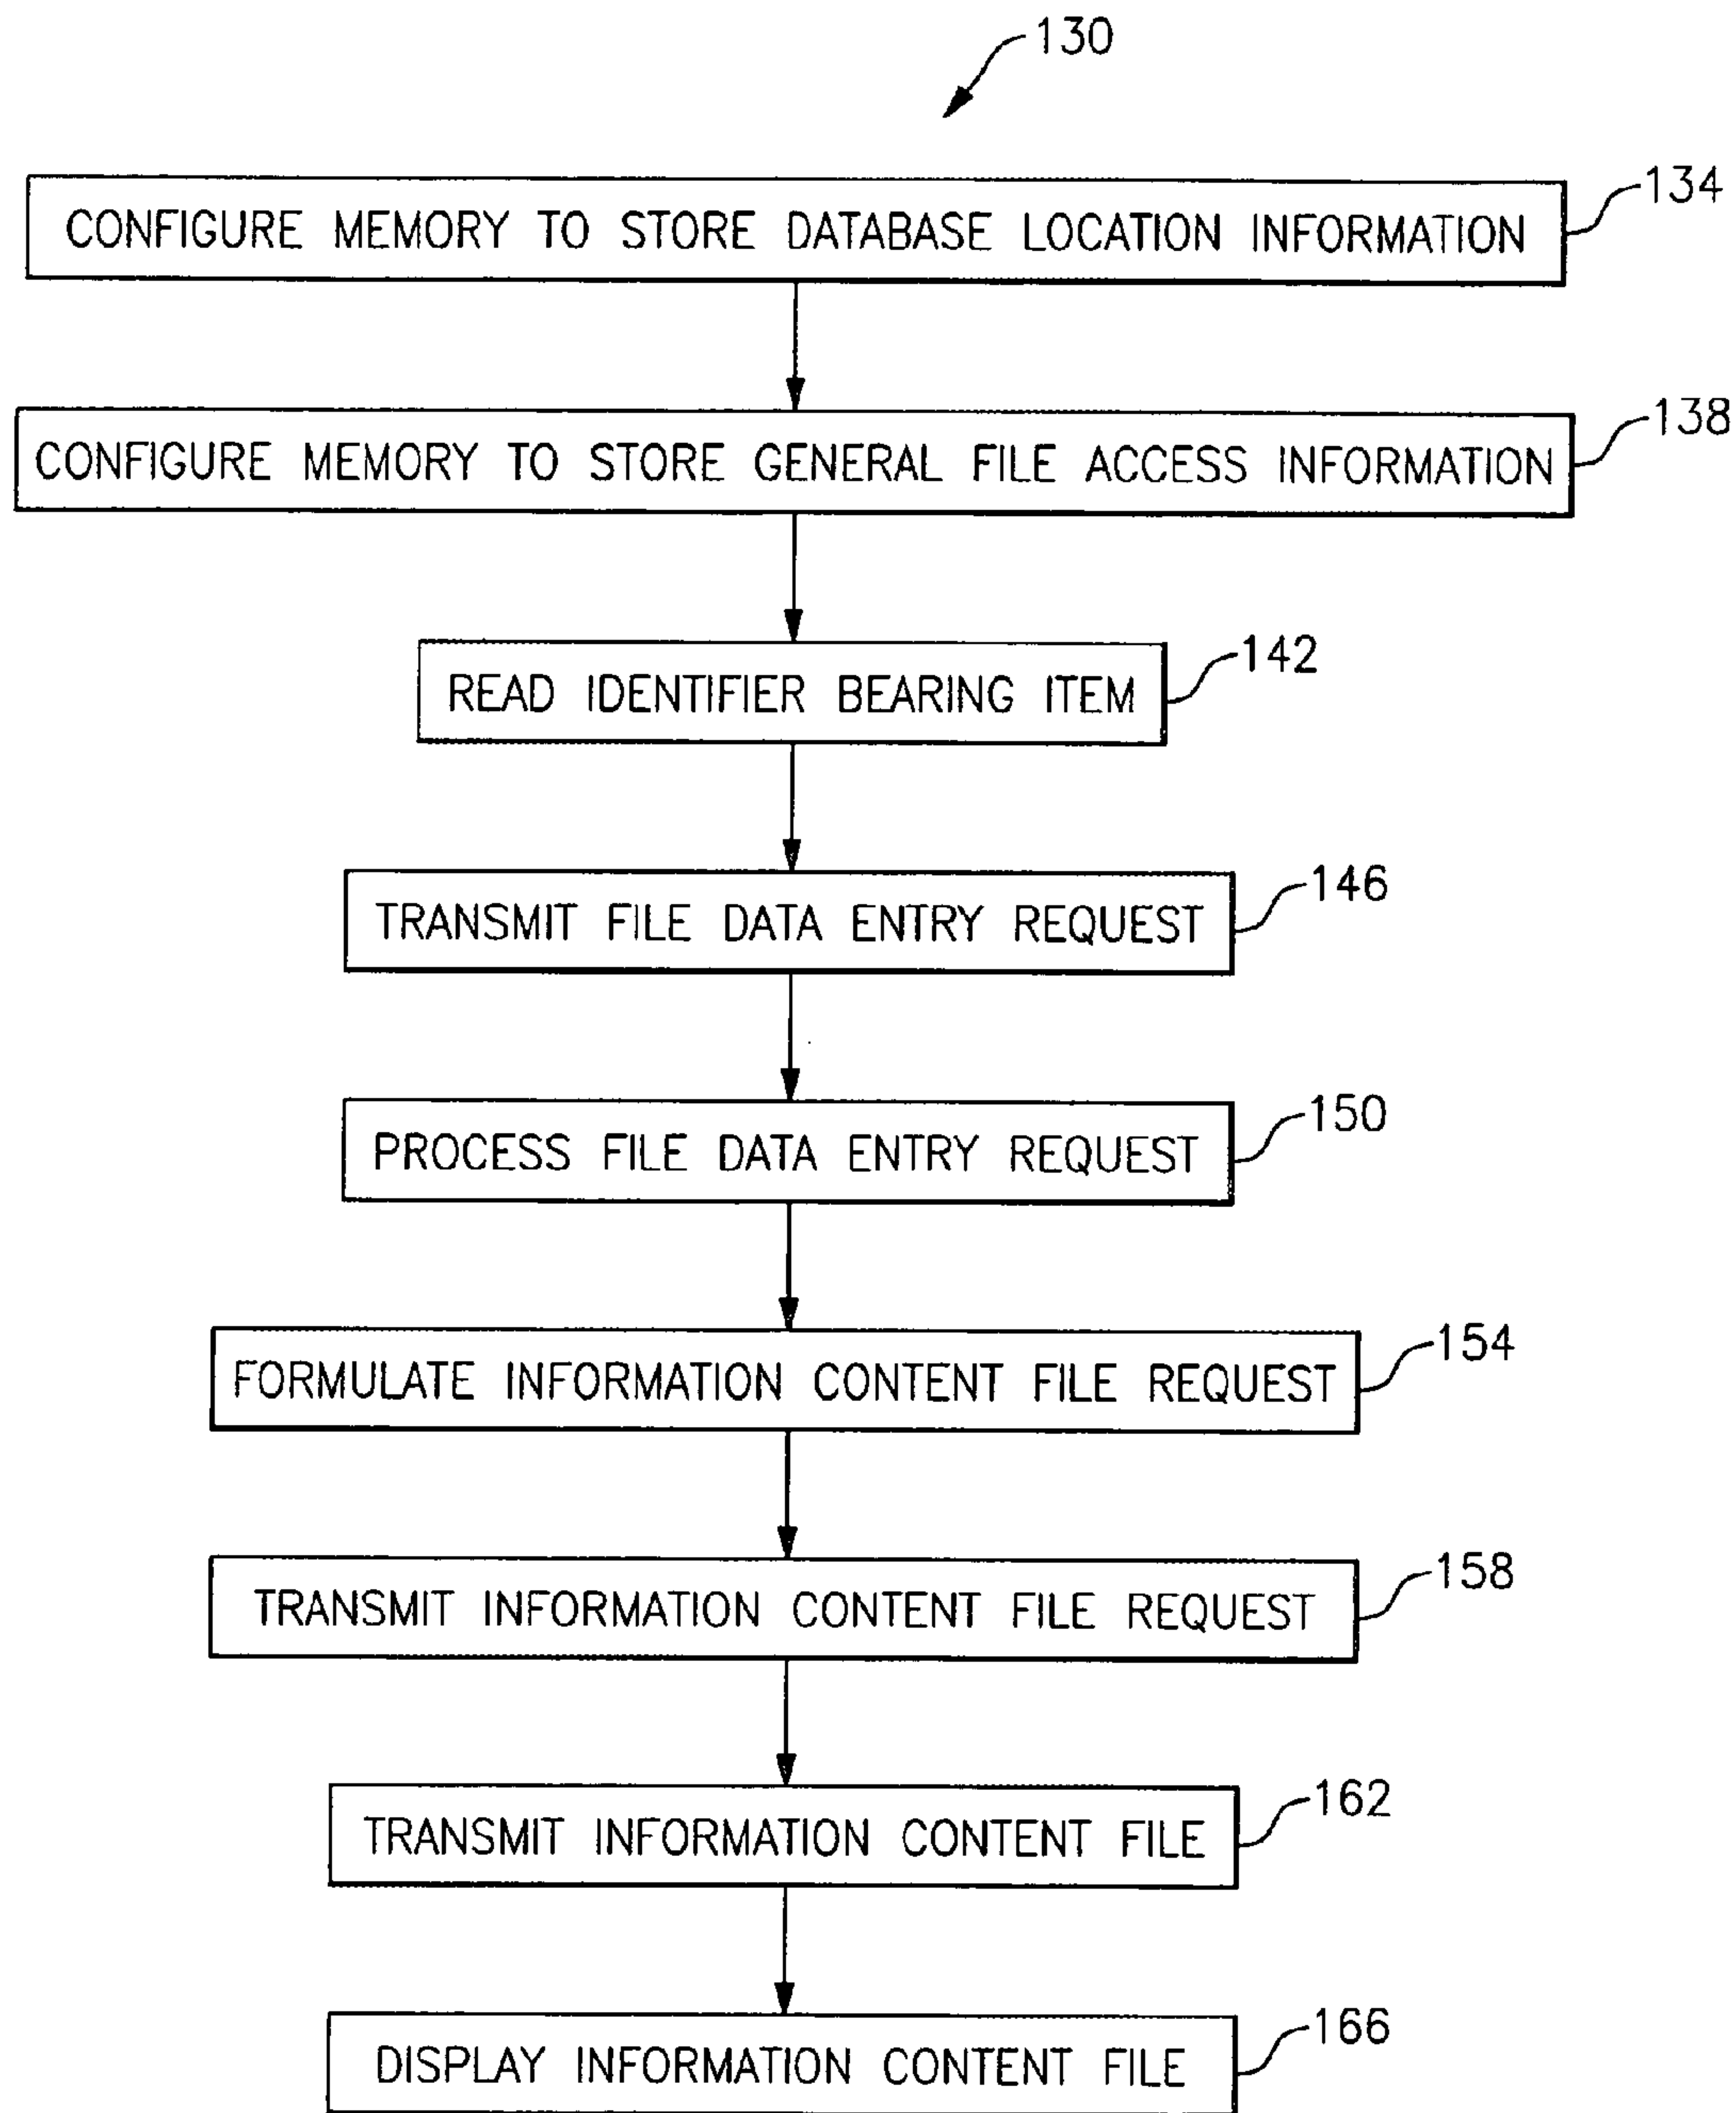 130
CONFIGURE MEMORY TO STORE DATABASE LOCATION INFORMATION
134
CONFIGURE MEMORY TO STORE GENERAL FILE ACCESS INFORMATION
138
READ IDENTIFIER BEARING ITEM
142
TRANSMIT FILE DATA ENTRY REQUEST
146
PROCESS FILE DATA ENTRY REQUEST
150
FORMULATE INFORMATION CONTENT FILE REQUEST
154
TRANSMIT INFORMATION CONTENT FILE REQUEST
158
TRANSMIT INFORMATION CONTENT FILE
162
DISPLAY INFORMATION CONTENT FILE
166